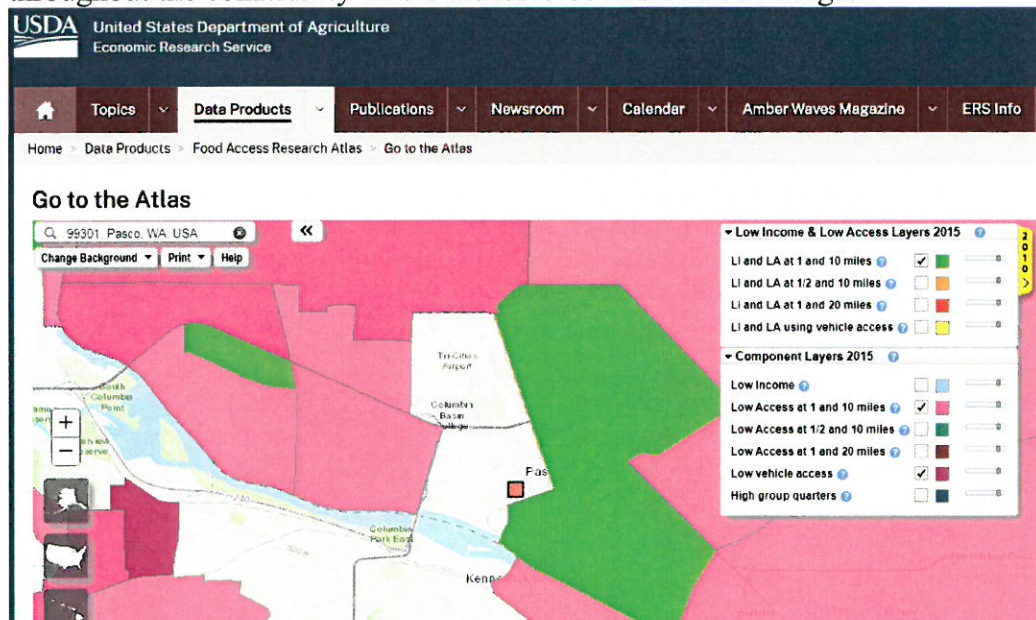 USDA United States Department of Agriculture
Economic Research Service
Topics Data Products Publications Newsroom Calendar Amber Waves Magazine ERS Info
Home > Data Products > Food Access Research Atlas > Go to the Atlas
Go to the Atlas
99301, Pasco, WA, USA
«
Change Background Print Help
Low Income & Low Access Layers 2015
LI and LA at 1 and 10 miles
LI and LA at 1/2 and 10 miles
LI and LA at 1 and 20 miles
LI and LA using vehicle access
2010 >
Component Layers 2015
Low Income
Low Access at 1 and 10 miles
Low Access at 1/2 and 10 miles
Low Access at 1 and 20 miles
Low vehicle access
High group quarters
Tri-Cities
Airport
Columbia
Basin
College
South
Columbia
Point
+
−
Pas
Columbia
Park East
Kenne